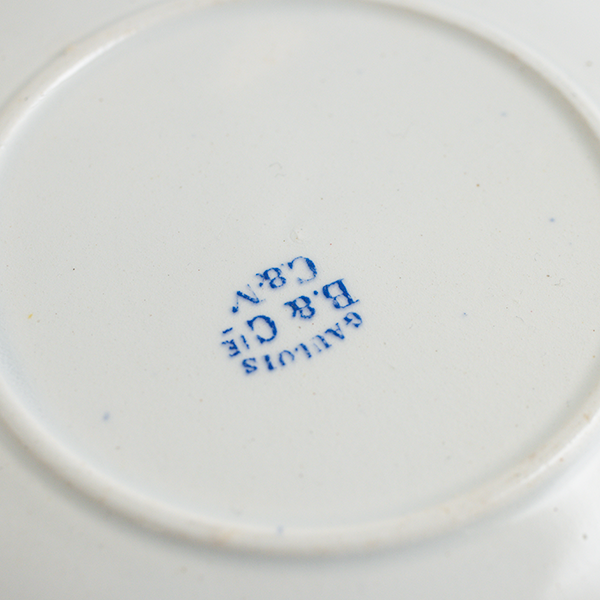 GAULOIS
B. & CIE
C. & N.